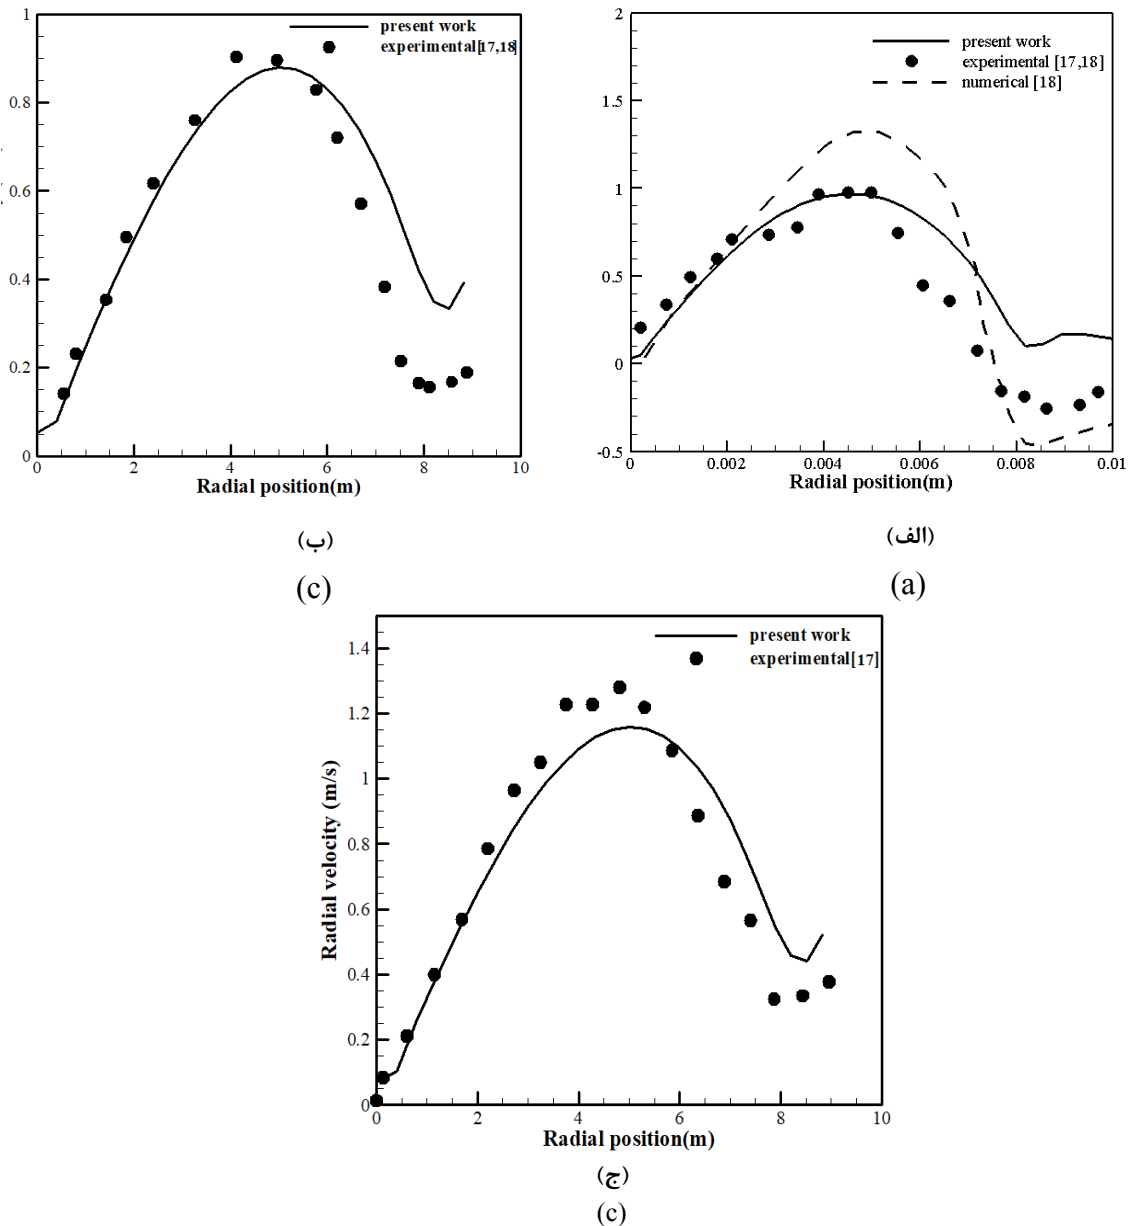 1
0.8
0.6
0.4
0.2
0
0 2 4 6 8 10
present work
experimental[17,18]
Radial position(m)
(ب)
(c)
2
1.5
1
0.5
0
-0.5
0 0.002 0.004 0.006 0.008 0.01
present work
experimental [17,18]
numerical [18]
Radial position(m)
(الف)
(a)
1.4
1.2
1
0.8
0.6
0.4
0.2
0
0 2 4 6 8 10
present work
experimental[17]
Radial velocity (m/s)
Radial position(m)
(ج)
(c)